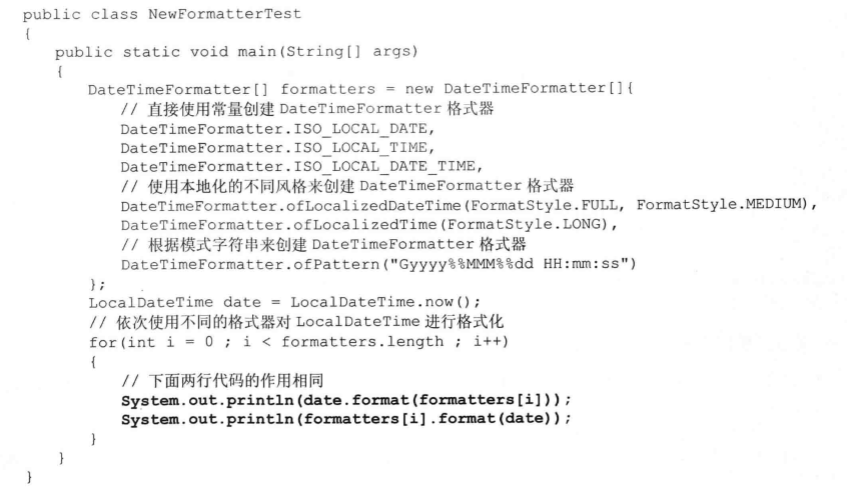 public class NewFormatterTest
{
public static void main(String[] args)
{
DateTimeFormatter[] formatters = new DateTimeFormatter[]{
// 直接使用常量创建 DateTimeFormatter 格式器
DateTimeFormatter.ISO_LOCAL_DATE,
DateTimeFormatter.ISO_LOCAL_TIME,
DateTimeFormatter.ISO_LOCAL_DATE_TIME,
// 使用本地化的不同风格来创建 DateTimeFormatter 格式器
DateTimeFormatter.ofLocalizedDateTime(FormatStyle.FULL, FormatStyle.MEDIUM),
DateTimeFormatter.ofLocalizedTime(FormatStyle.LONG),
// 根据模式字符串来创建 DateTimeFormatter 格式器
DateTimeFormatter.ofPattern("Gyyyy%%MMM%%dd HH:mm:ss")
};
LocalDateTime date = LocalDateTime.now();
// 依次使用不同的格式器对 LocalDateTime 进行格式化
for(int i = 0 ; i < formatters.length ; i++)
{
// 下面两行代码的作用相同
System.out.println(date.format(formatters[i]));
System.out.println(formatters[i].format(date));
}
}
}